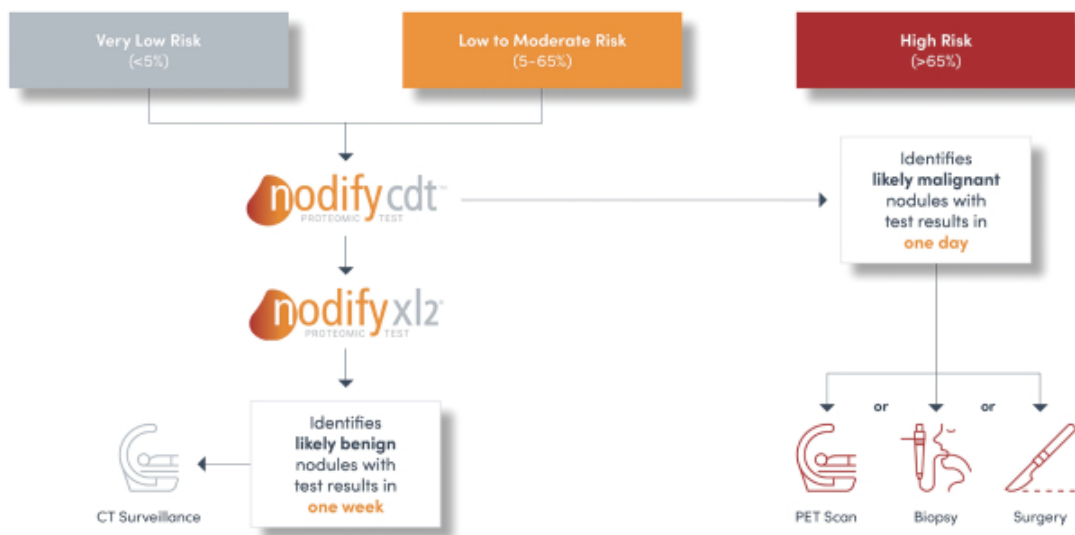 Very Low Risk
(<5%)
Low to Moderate Risk
(5-65%)
High Risk
(>65%)
nodify cdt™
PROTEOMIC TEST
Identifies
likely malignant
nodules with
test results in
one day
nodify xl2®
PROTEOMIC TEST
Identifies
likely benign
nodules with
test results in
one week
CT Surveillance
or
or
PET Scan
Biopsy
Surgery